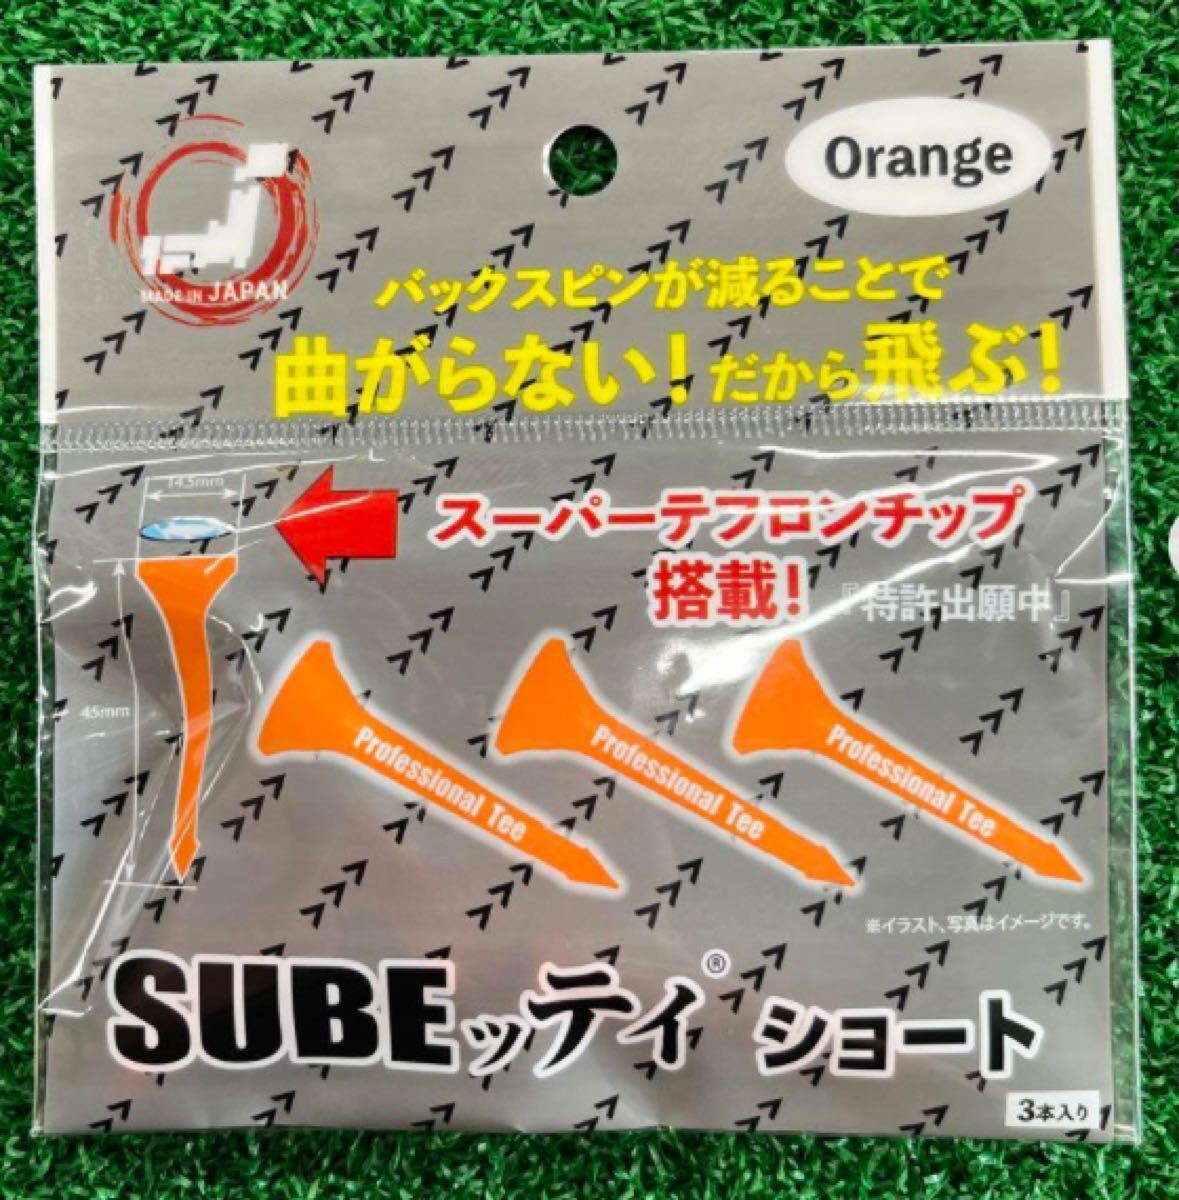 Orange
MADE IN JAPAN
バックスピンが減ることで
曲がらない！だから飛ぶ！
14.5mm
スーパーテフロンチップ
搭載！『特許出願中』
45mm
Professional Tee
Professional Tee
Professional Tee
※イラスト、写真はイメージです。
SUBEッティ® ショート
3本入り